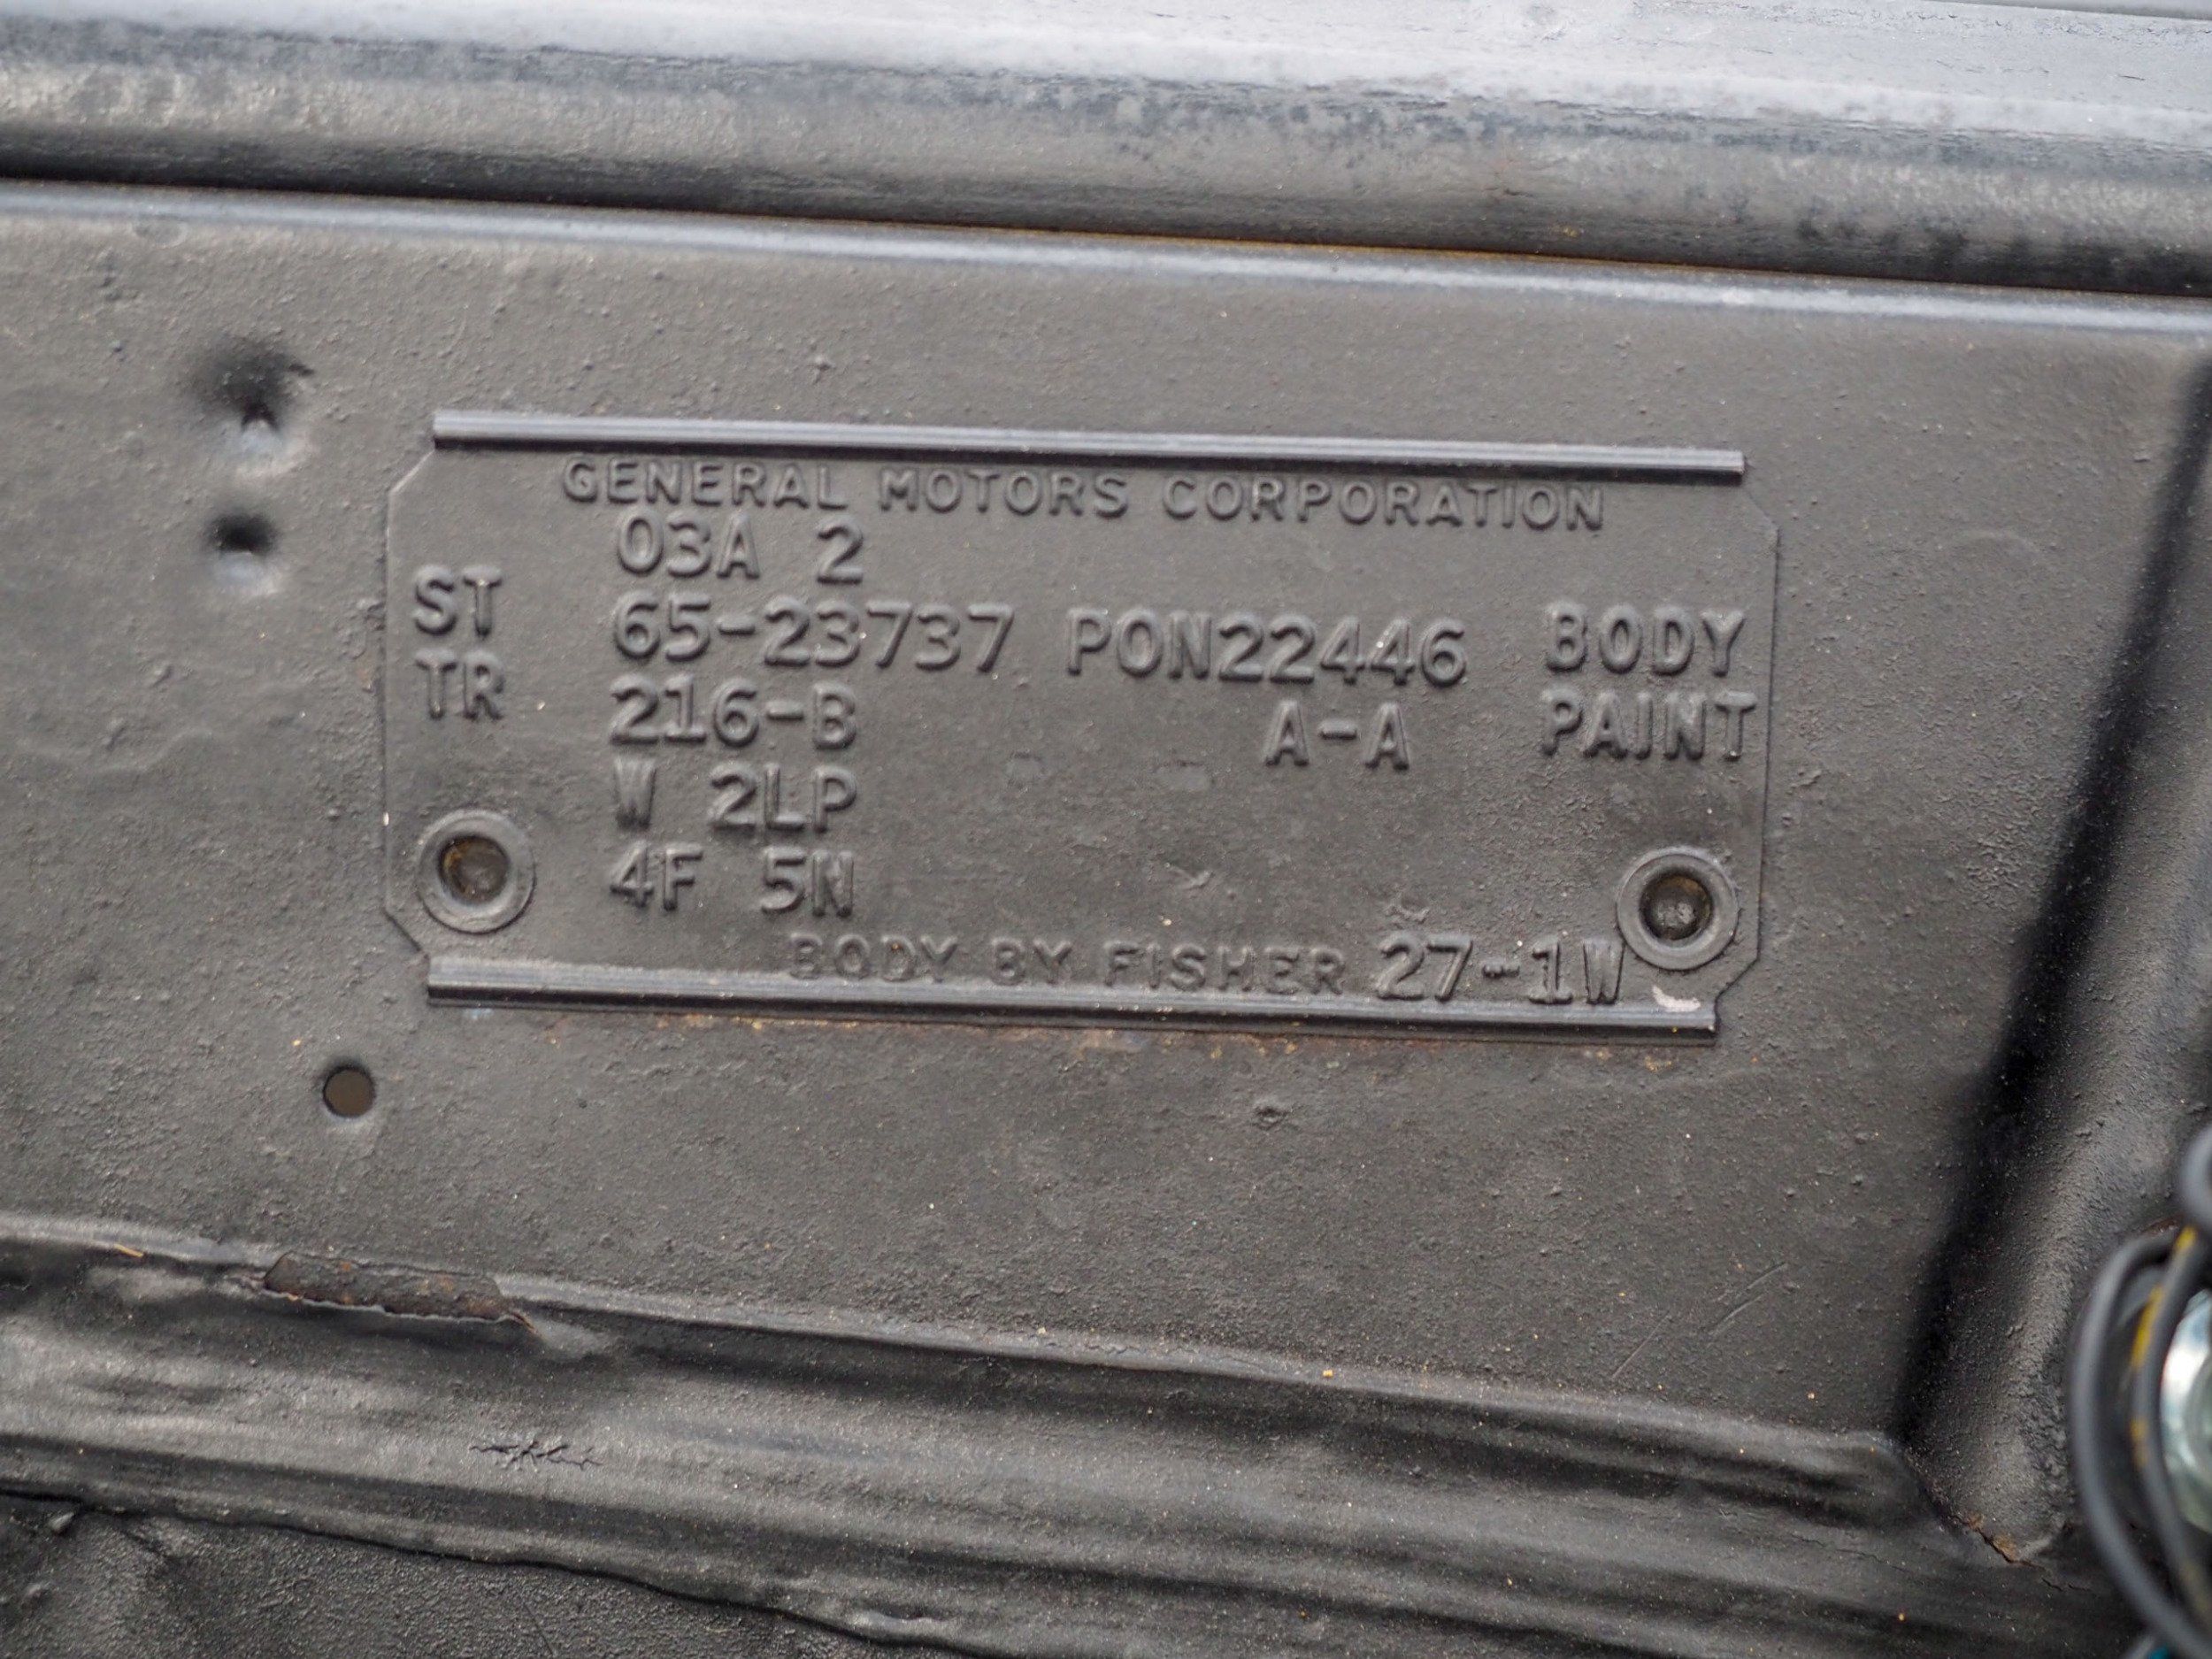 GENERAL MOTORS CORPORATION
03A 2
ST 65-23737 PON22446 BODY
TR 216-B A-A PAINT
W 2LP
4F 5N
BODY BY FISHER 27-1W